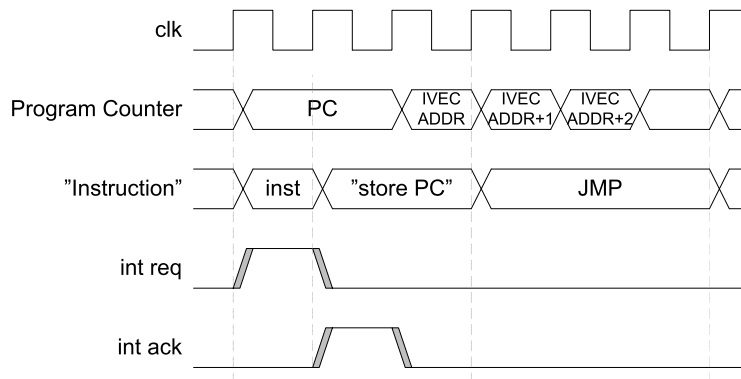 clk
Program Counter
PC
IVEC
ADDR
IVEC
ADDR+1
IVEC
ADDR+2
”Instruction”
inst
”store PC”
JMP
int req
int ack